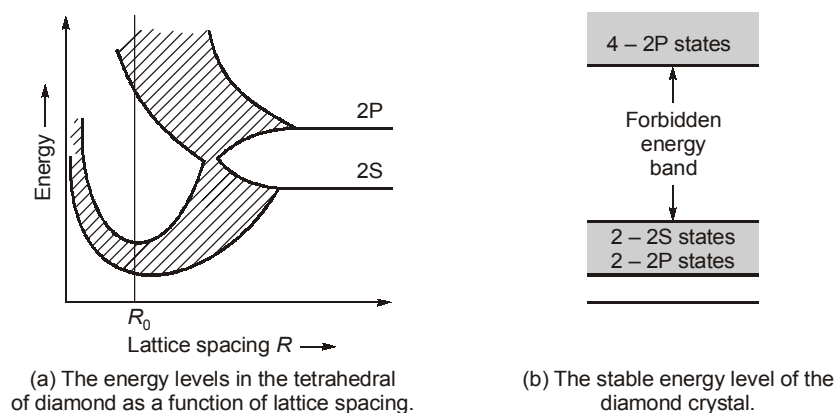 Energy
2P
2S
R0
Lattice spacing R
(a) The energy levels in the tetrahedral
of diamond as a function of lattice spacing.
4 – 2P states
Forbidden
energy
band
2 – 2S states
2 – 2P states
(b) The stable energy level of the
diamond crystal.